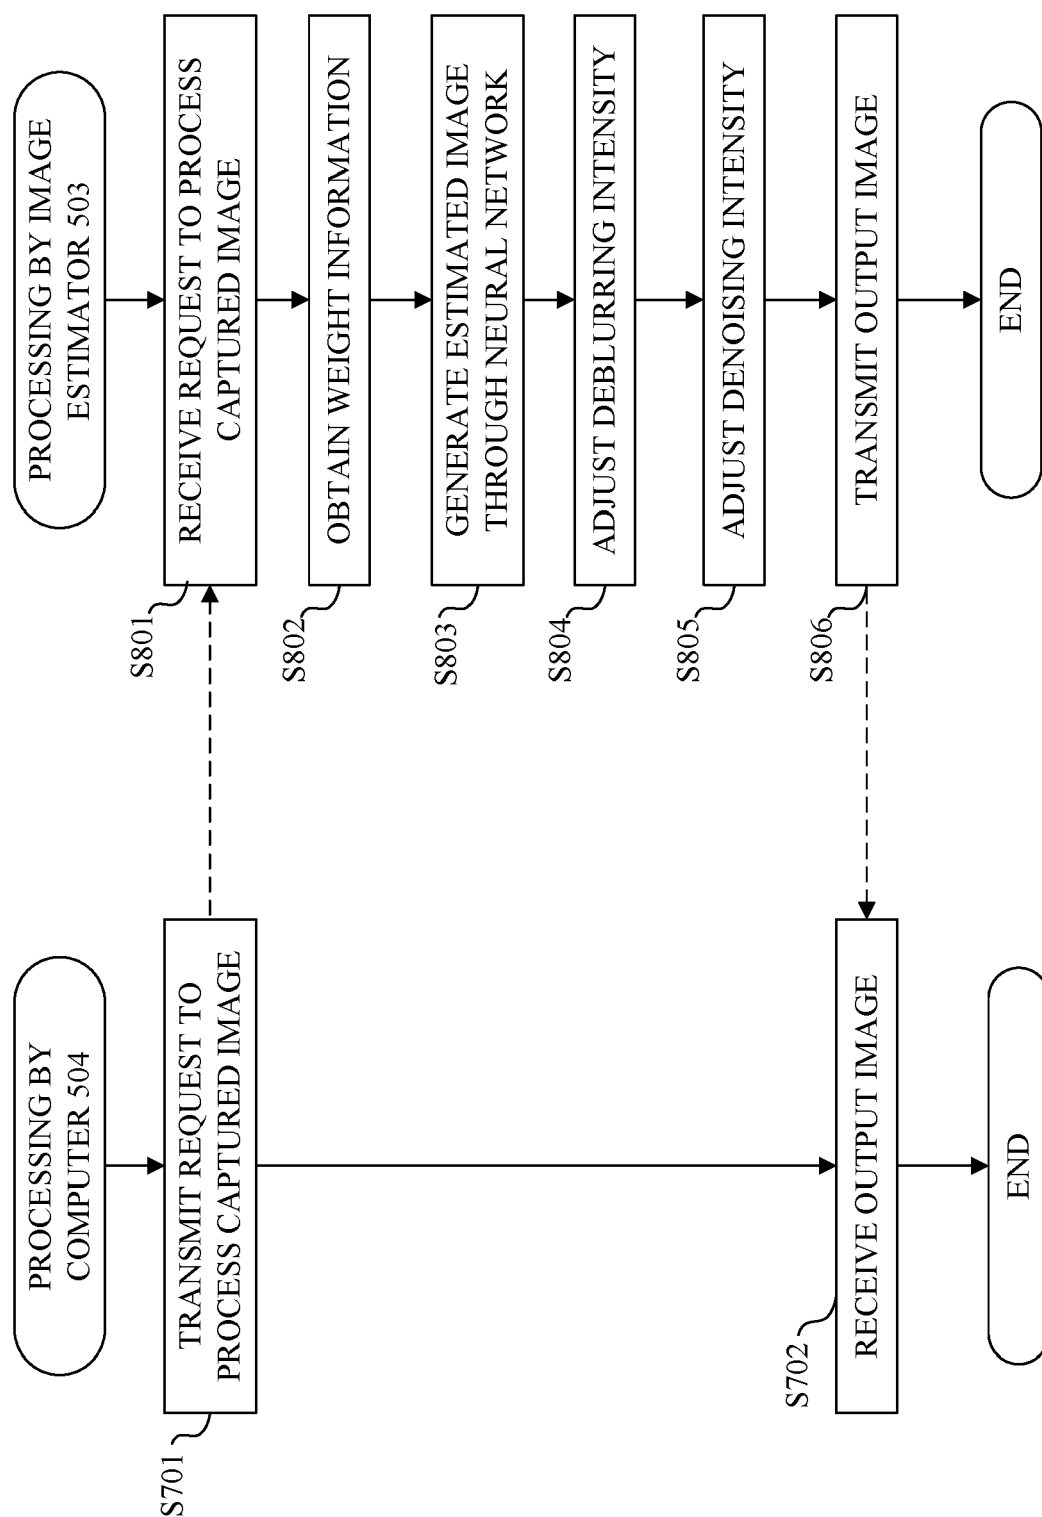 PROCESSING BY
COMPUTER 504
S701
TRANSMIT REQUEST TO
PROCESS CAPTURED IMAGE
S702
RECEIVE OUTPUT IMAGE
END
PROCESSING BY IMAGE
ESTIMATOR 503
S801
RECEIVE REQUEST TO PROCESS
CAPTURED IMAGE
S802
OBTAIN WEIGHT INFORMATION
S803
GENERATE ESTIMATED IMAGE
THROUGH NEURAL NETWORK
S804
ADJUST DEBLURRING INTENSITY
S805
ADJUST DENOISING INTENSITY
S806
TRANSMIT OUTPUT IMAGE
END